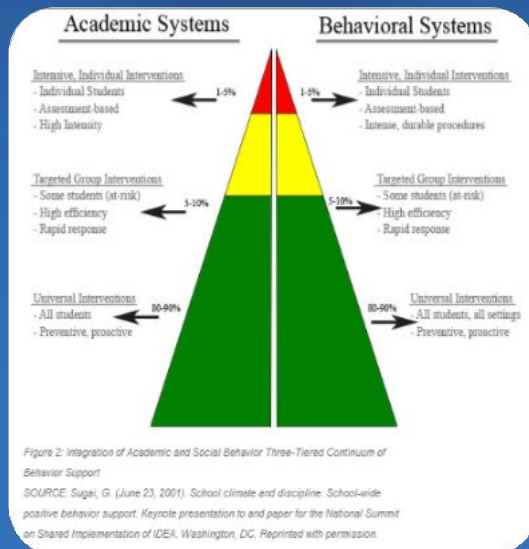 Academic Systems
Behavioral Systems
Intensive, Individual Interventions
- Individual Students
- Assessment-based
- High Intensity
1-5%
1-5%
Intensive, Individual Interventions
- Individual Students
- Assessment-based
- Intense, durable procedures
Targeted Group Interventions
- Some students (at-risk)
- High efficiency
- Rapid response
5-10%
5-10%
Targeted Group Interventions
- Some students (at-risk)
- High efficiency
- Rapid response
Universal Interventions
- All students
- Preventive, proactive
80-90%
80-90%
Universal Interventions
- All students, all settings
- Preventive, proactive
Figure 2: Integration of Academic and Social Behavior Three-Tiered Continuum of
Behavior Support
SOURCE: Sugai, G. (June 23, 2001). School climate and discipline: School-wide
positive behavior support. Keynote presentation to and paper for the National Summit
on Shared Implementation of IDEA. Washington, DC. Reprinted with permission.